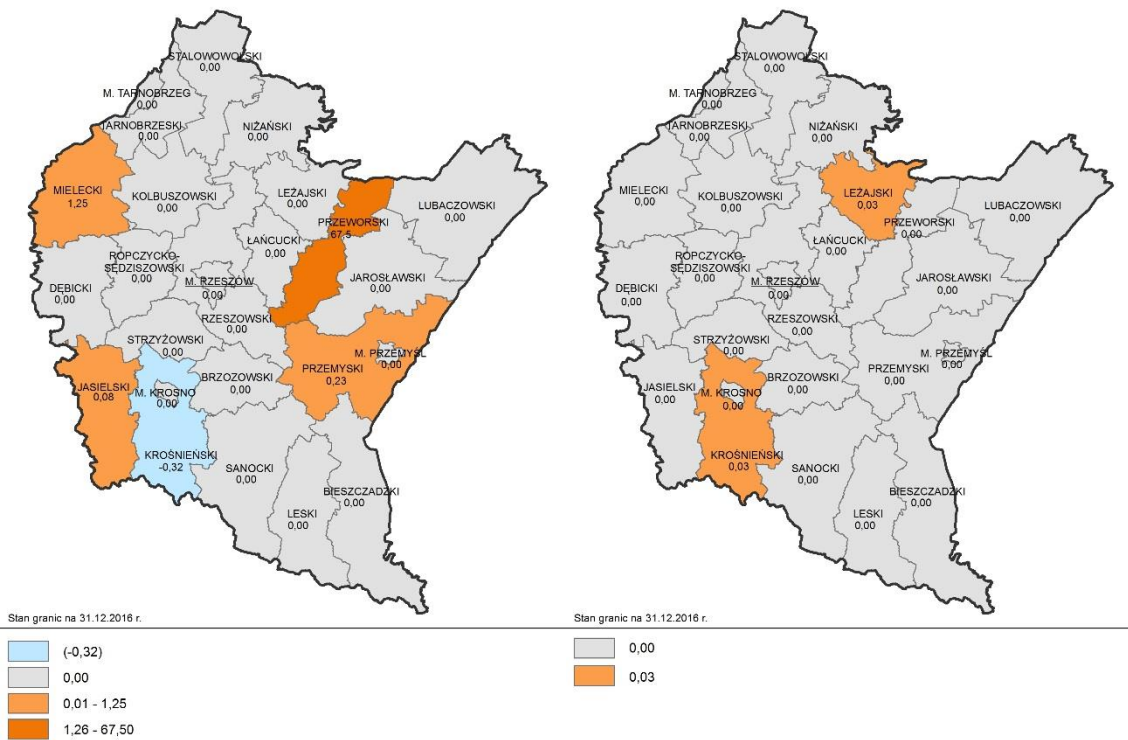 STALOWOWOLSKI
0,00
M. TARNOBRZEG
0,00
TARNOBRZESKI
0,00
NIŻAŃSKI
0,00
MIELECKI
1,25
KOLBUSZOWSKI
0,00
LEŻAJSKI
0,00
LUBACZOWSKI
0,00
PRZEWORSKI
67,5
ŁAŃCUCKI
0,00
ROPCZYCKO-
SĘDZISZOWSKI
0,00
M. RZESZÓW
0,00
JAROSŁAWSKI
0,00
DĘBICKI
0,00
RZESZOWSKI
0,00
STRZYŻOWSKI
0,00
M. PRZEMYŚL
0,00
PRZEMYSKI
0,23
BRZOZOWSKI
0,00
JASIELSKI
0,08
M. KROSNO
0,00
KROŚNIEŃSKI
-0,32
SANOCKI
0,00
BIESZCZADZKI
0,00
LESKI
0,00
Stan granic na 31.12.2016 r.
(-0,32)
0,00
0,01 - 1,25
1,26 - 67,50
STALOWOWOLSKI
0,00
M. TARNOBRZEG
0,00
TARNOBRZESKI
0,00
NIŻAŃSKI
0,00
MIELECKI
0,00
KOLBUSZOWSKI
0,00
LEŻAJSKI
0,03
LUBACZOWSKI
0,00
PRZEWORSKI
0,00
ŁAŃCUCKI
0,00
ROPCZYCKO-
SĘDZISZOWSKI
0,00
M. RZESZÓW
0,00
JAROSŁAWSKI
0,00
DĘBICKI
0,00
RZESZOWSKI
0,00
STRZYŻOWSKI
0,00
M. PRZEMYŚL
0,00
PRZEMYSKI
0,00
BRZOZOWSKI
0,00
JASIELSKI
0,00
M. KROSNO
0,00
KROŚNIEŃSKI
0,03
SANOCKI
0,00
BIESZCZADZKI
0,00
LESKI
0,00
Stan granic na 31.12.2016 r.
0,00
0,03